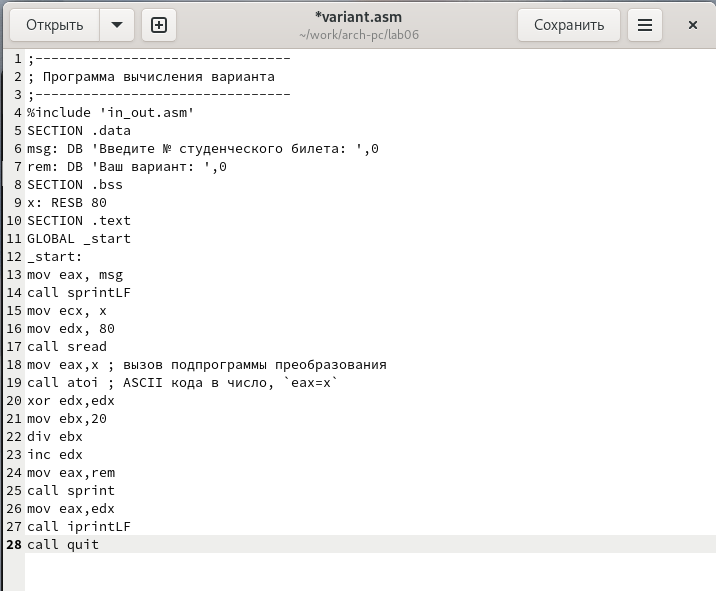 Открыть
*variant.asm
~/work/arch-pc/lab06
Сохранить
1 ;--------------------------------
2 ; Программа вычисления варианта
3 ;--------------------------------
4 %include 'in_out.asm'
5 SECTION .data
6 msg: DB 'Введите № студенческого билета: ',0
7 rem: DB 'Ваш вариант: ',0
8 SECTION .bss
9 x: RESB 80
10 SECTION .text
11 GLOBAL _start
12 _start:
13 mov eax, msg
14 call sprintLF
15 mov ecx, x
16 mov edx, 80
17 call sread
18 mov eax,x ; вызов подпрограммы преобразования
19 call atoi ; ASCII кода в число, `eax=x`
20 xor edx,edx
21 mov ebx,20
22 div ebx
23 inc edx
24 mov eax,rem
25 call sprint
26 mov eax,edx
27 call iprintLF
28 call quit